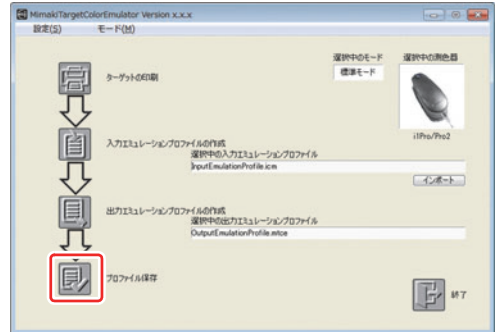 MimakiTargetColorEmulator Version x.x.x
設定(S) モード(M)
選択中のモード 選択中の測色器
標準モード
ターゲットの印刷
i1Pro/Pro2
入力エミュレーションプロファイルの作成
選択中の入力エミュレーションプロファイル
InputEmulationProfile.icm
インポート
出力エミュレーションプロファイルの作成
選択中の出力エミュレーションプロファイル
OutputEmulationProfile.mtce
プロファイル保存
終了